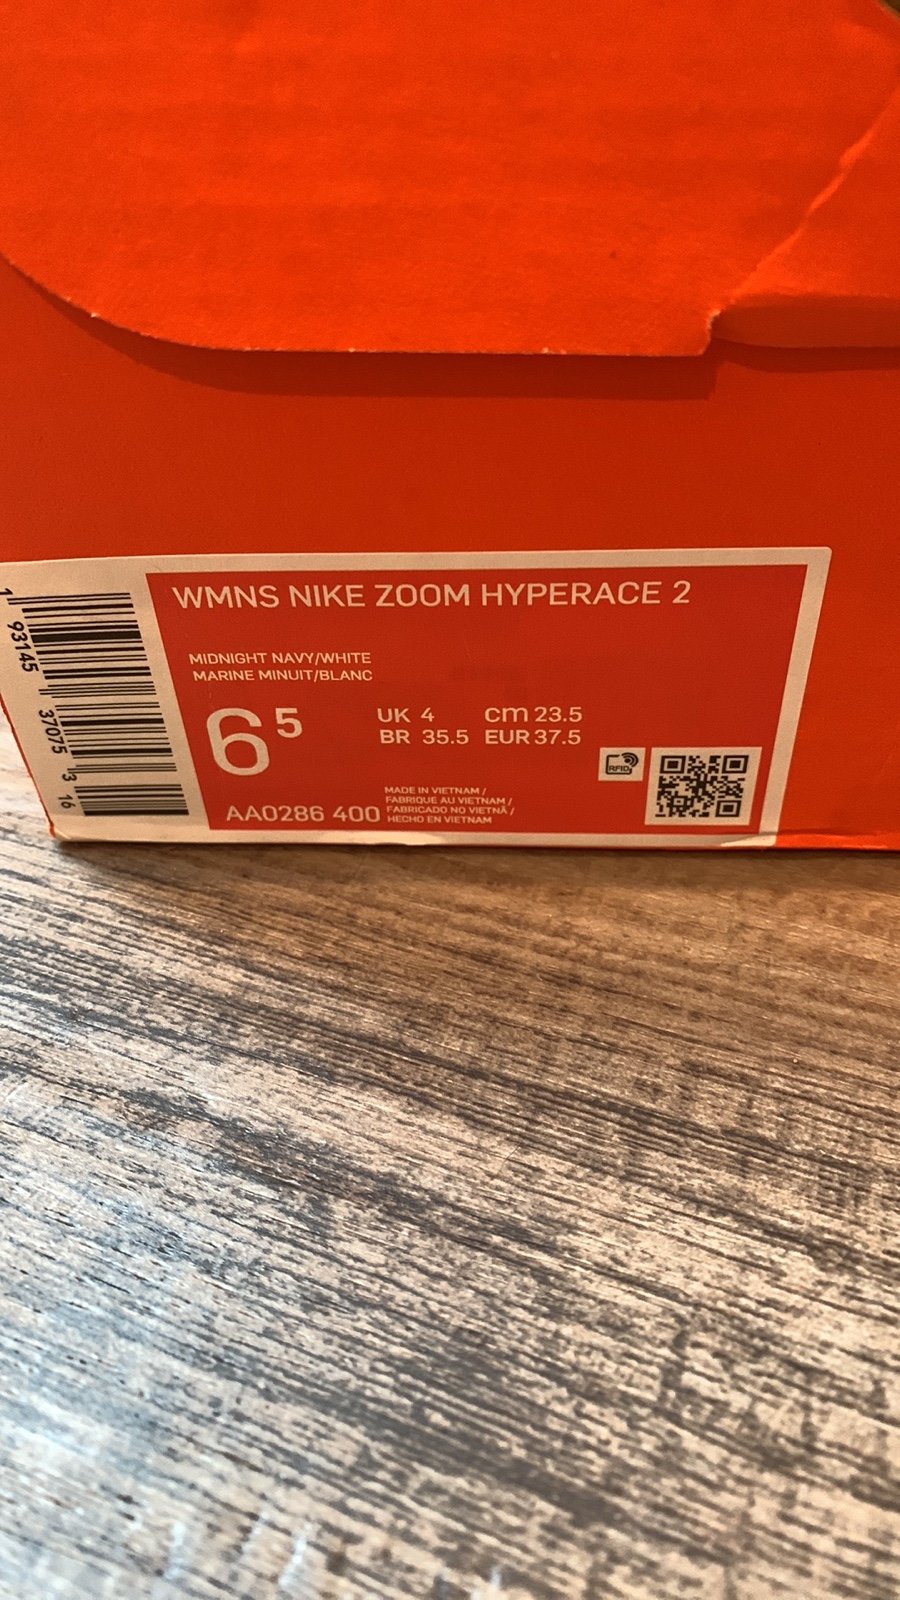 WMNS NIKE ZOOM HYPERACE 2
MIDNIGHT NAVY/WHITE
MARINE MINUIT/BLANC
6 5
UK 4 cm 23.5
BR 35.5 EUR 37.5
RFID
AA0286 400
MADE IN VIETNAM /
FABRIQUE AU VIETNAM /
FABRICADO NO VIETNÃ /
HECHO EN VIETNAM
1 93145 37075 3 16